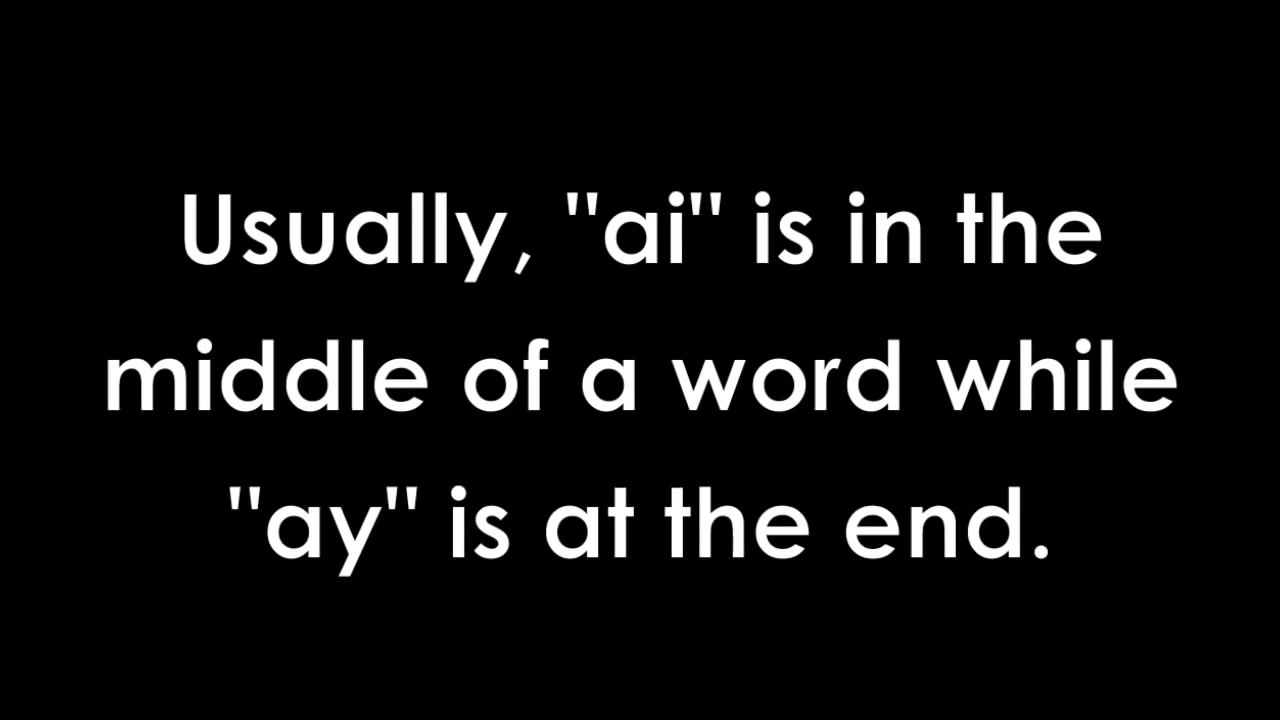 Usually, "ai" is in the
middle of a word while
"ay" is at the end.